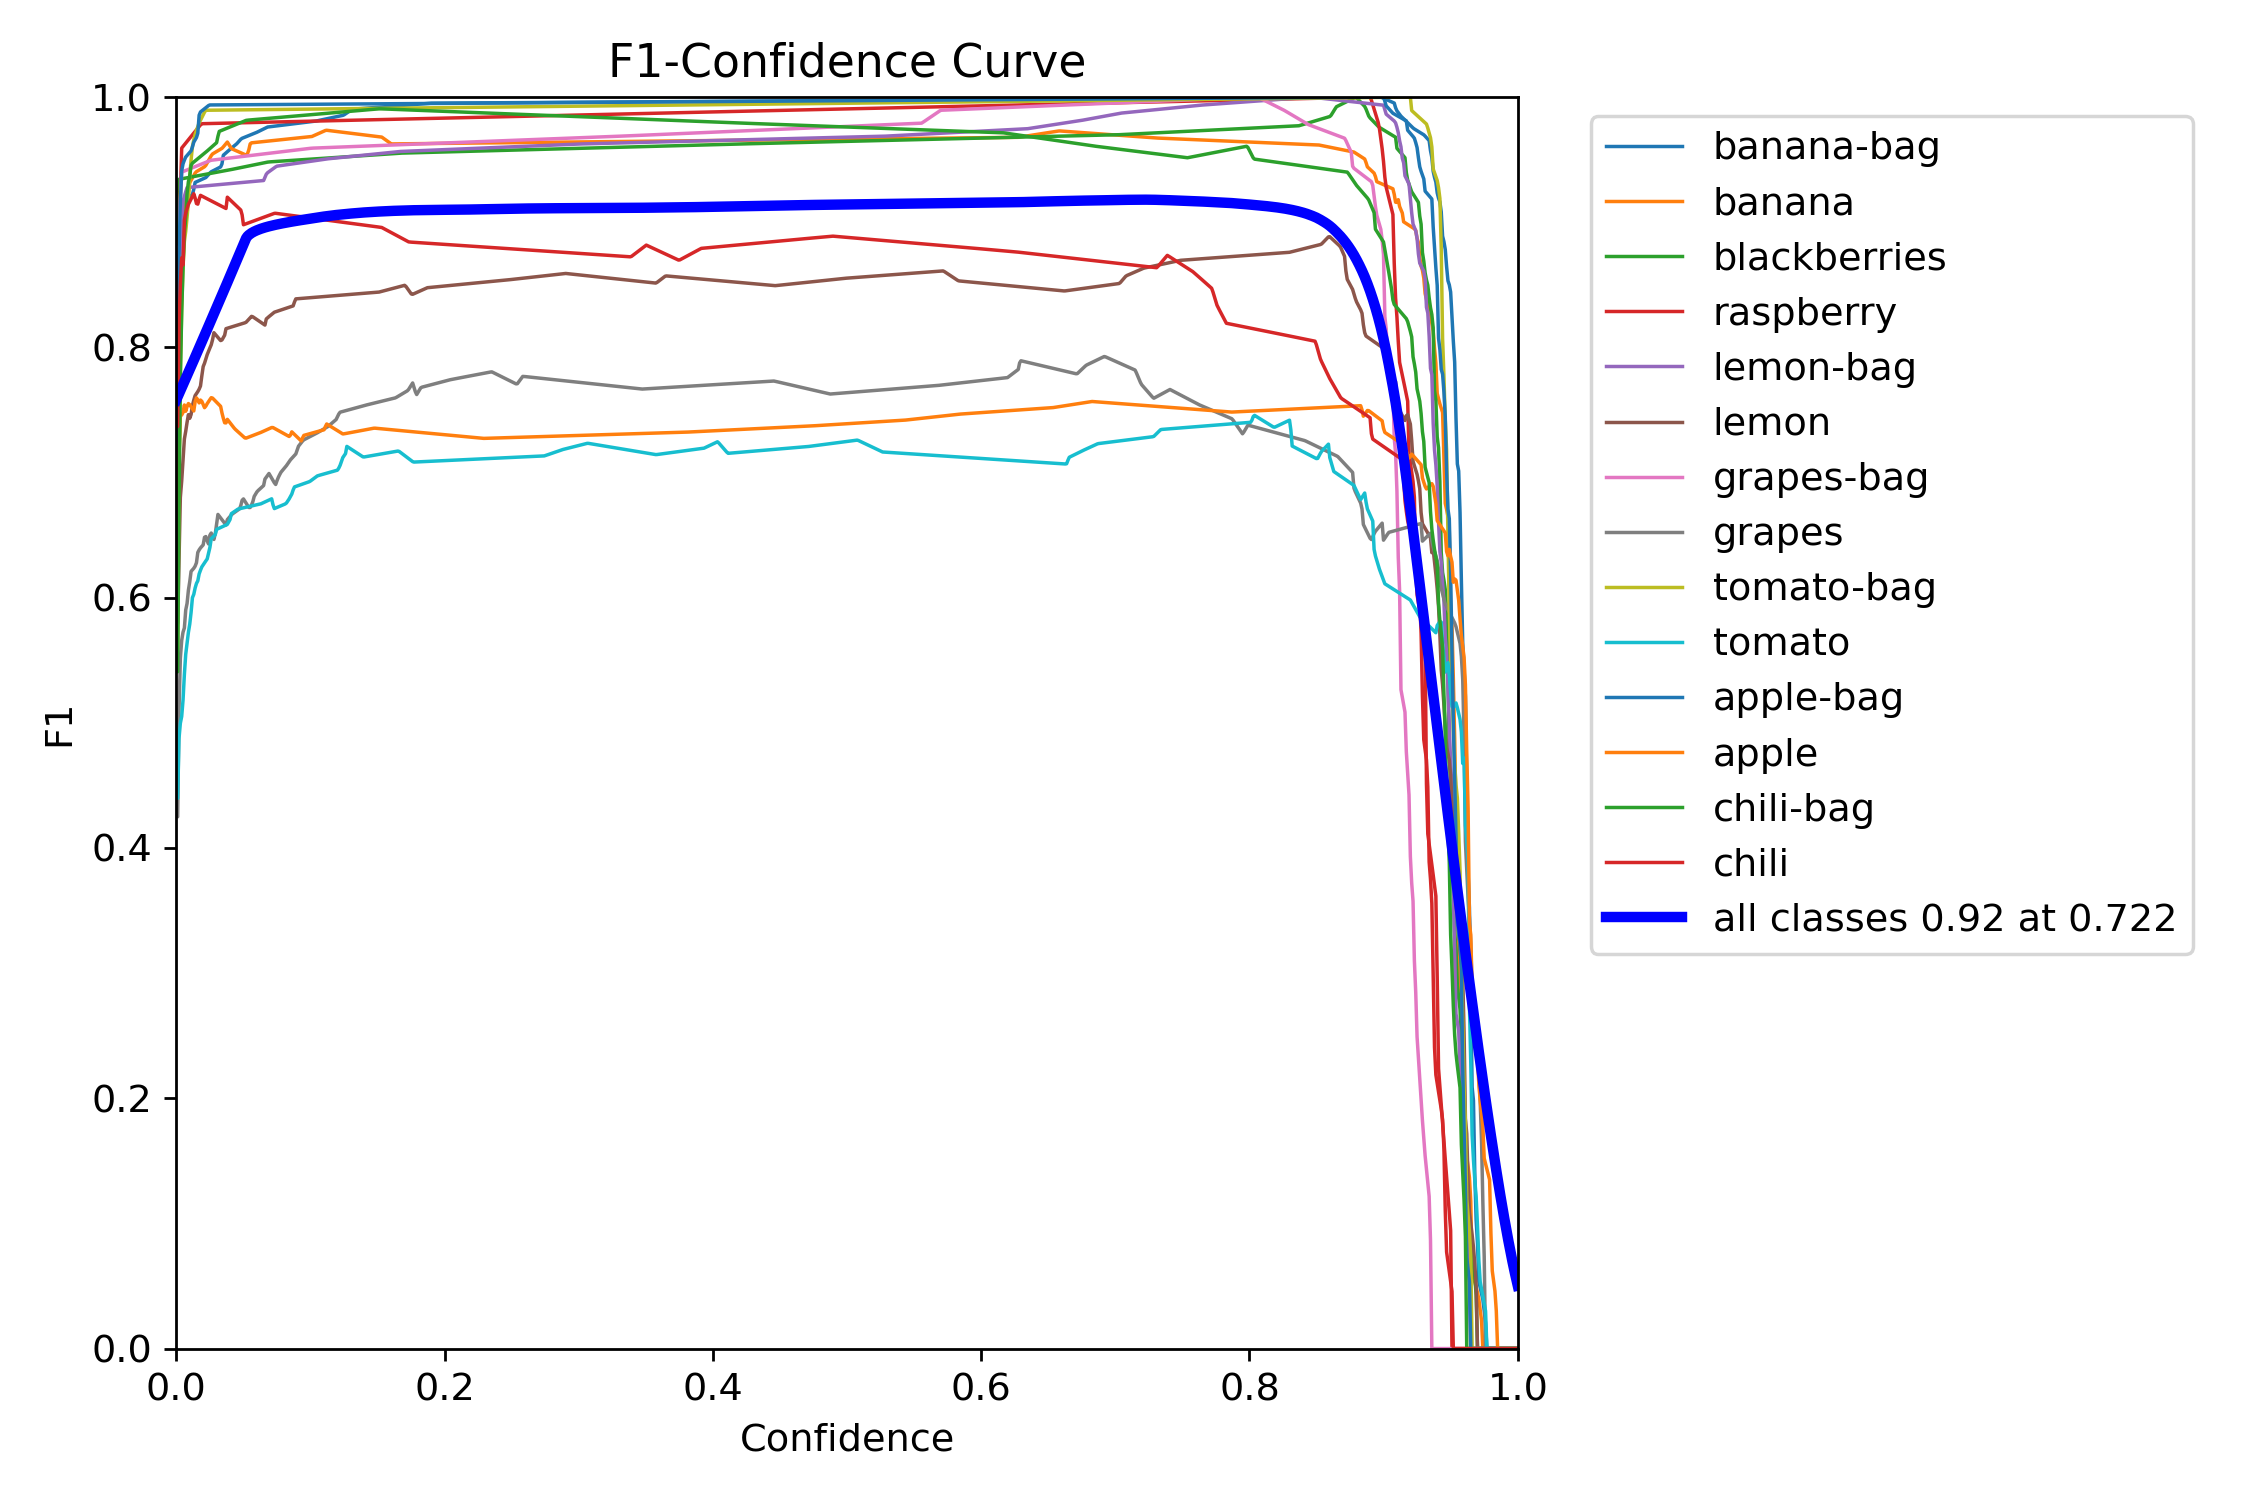 F1-Confidence Curve
1.0
0.8
0.6
0.4
0.2
0.0
F1
0.0 0.2 0.4 0.6 0.8 1.0
Confidence
banana-bag
banana
blackberries
raspberry
lemon-bag
lemon
grapes-bag
grapes
tomato-bag
tomato
apple-bag
apple
chili-bag
chili
all classes 0.92 at 0.722